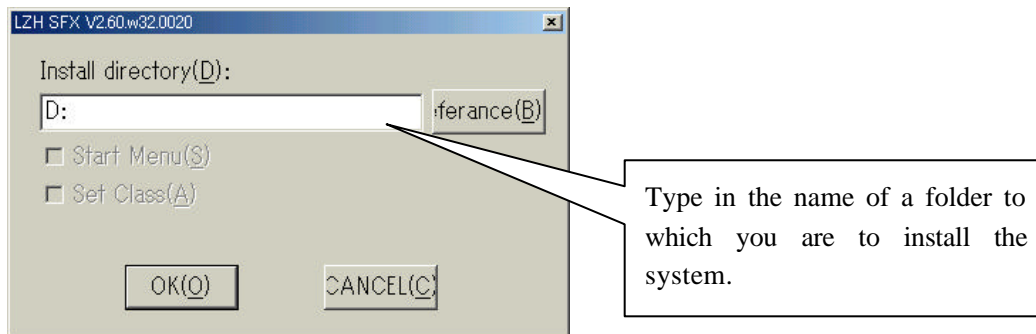 LZH SFX V2.60.w32.0020
Install directory(D):
D:
ferance(B)
Start Menu(S)
Set Class(A)
OK(O)
CANCEL(C)
Type in the name of a folder to
which you are to install the
system.